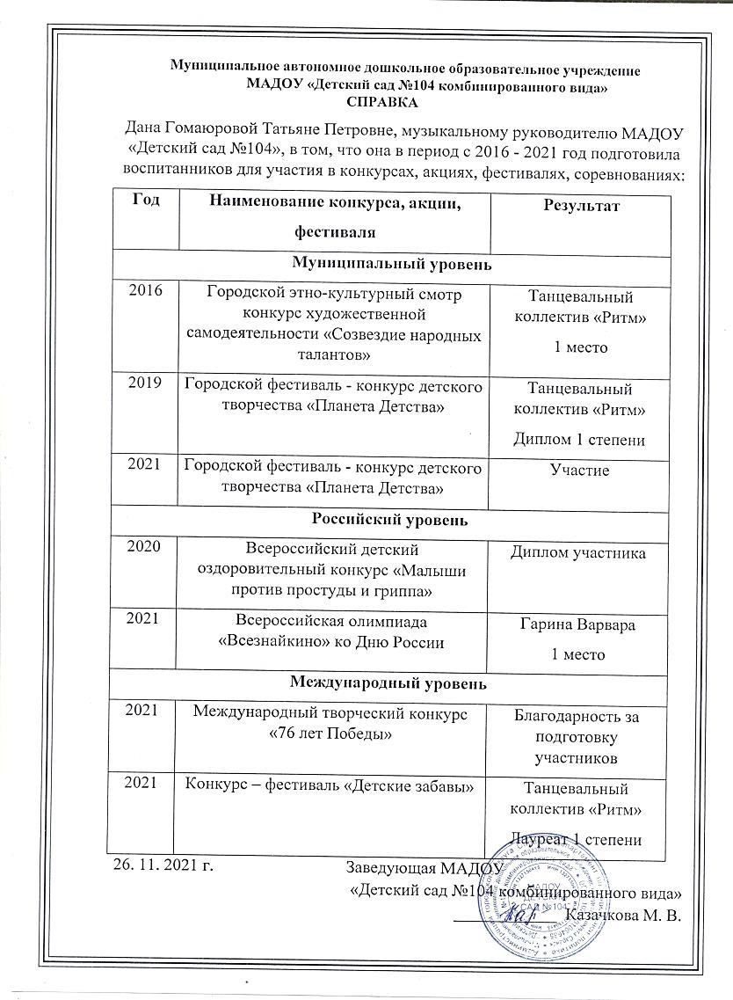 Муниципальное автономное дошкольное образовательное учреждение
МАДОУ «Детский сад №104 комбинированного вида»
СПРАВКА
Дана Гомаюровой Татьяне Петровне, музыкальному руководителю МАДОУ
«Детский сад №104», в том, что она в период с 2016 - 2021 год подготовила
воспитанников для участия в конкурсах, акциях, фестивалях, соревнованиях:
Год
Наименование конкурса, акции,
фестиваля
Результат
Муниципальный уровень
2016
Городской этно-культурный смотр
конкурс художественной
самодеятельности «Созвездие народных
талантов»
Танцевальный
коллектив «Ритм»
1 место
2019
Городской фестиваль - конкурс детского
творчества «Планета Детства»
Танцевальный
коллектив «Ритм»
Диплом 1 степени
2021
Городской фестиваль - конкурс детского
творчества «Планета Детства»
Участие
Российский уровень
2020
Всероссийский детский
оздоровительный конкурс «Малыши
против простуды и гриппа»
Диплом участника
2021
Всероссийская олимпиада
«Всезнайкино» ко Дню России
Гарина Варвара
1 место
Международный уровень
2021
Международный творческий конкурс
«76 лет Победы»
Благодарность за
подготовку
участников
2021
Конкурс – фестиваль «Детские забавы»
Танцевальный
коллектив «Ритм»
Лауреат 1 степени
26. 11. 2021 г.
Заведующая МАДОУ
«Детский сад №104 комбинированного вида»
Казачкова М. В.
МАДОУ
ДЕТСКИЙ
САД №104